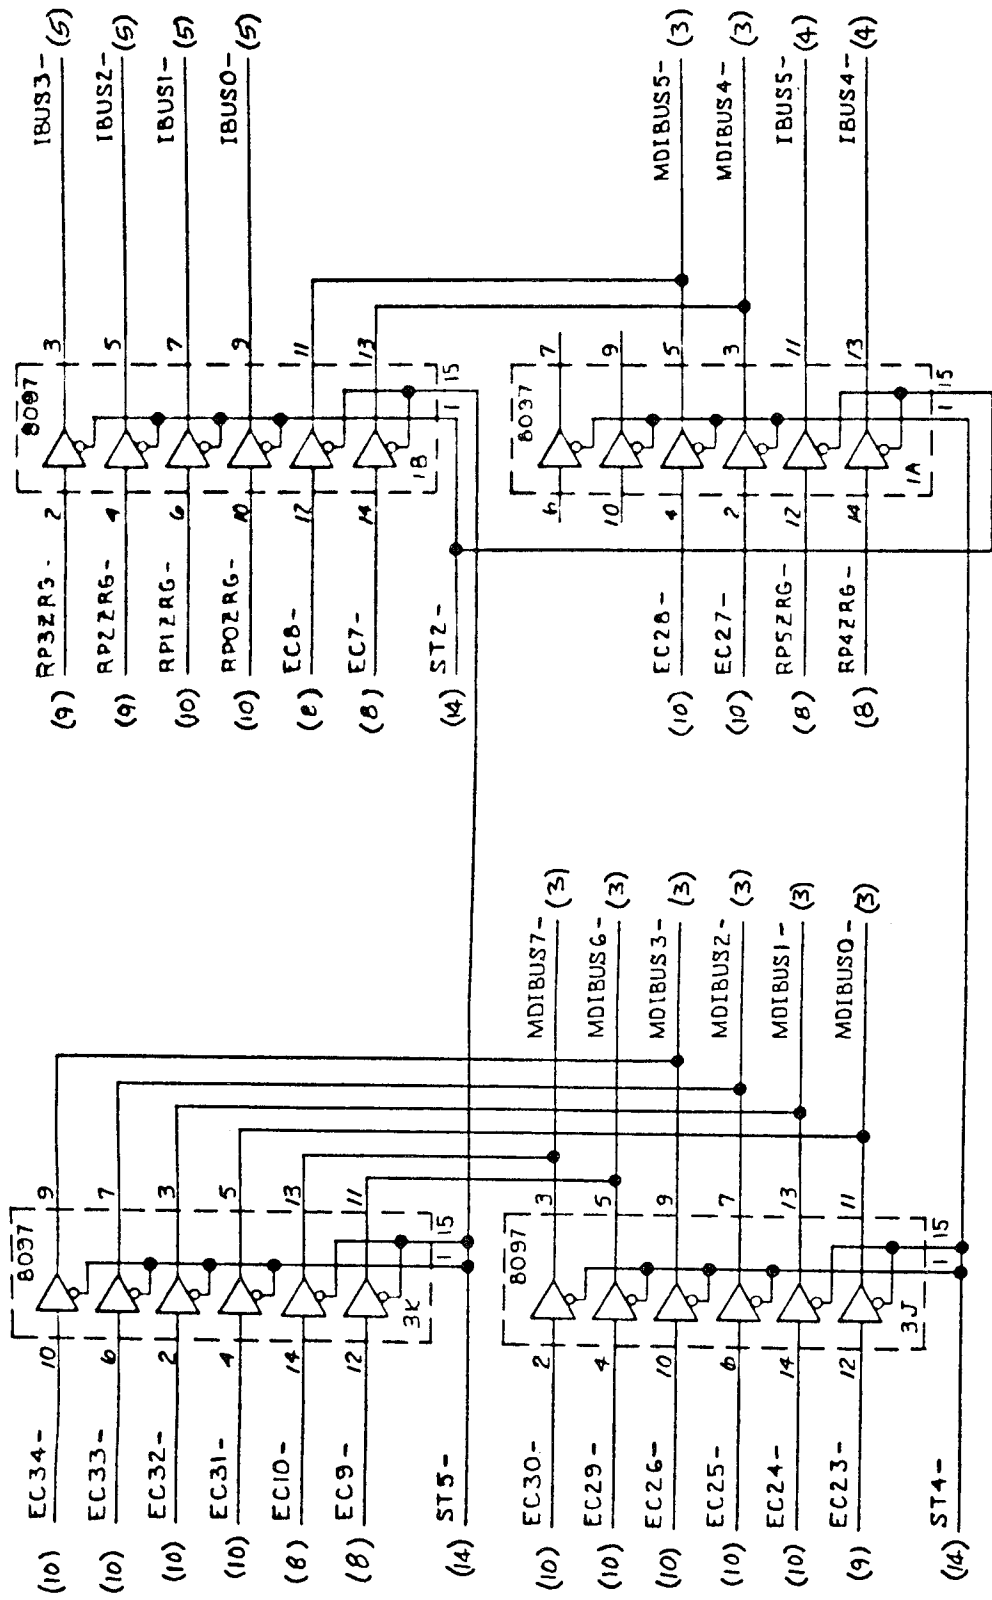 (10) EC34- 10 8097 9
(10) EC33- 6 7
(10) EC32- 2 3
(10) EC31- 4 5
(8) EC10- 14 13
(8) EC9- 12 11
3K 1 15
(14) ST5-
(10) EC30- 2 8097 3 MDIBUS7- (3)
(10) EC29- 4 5 MDIBUS6- (3)
(10) EC26- 10 9 MDIBUS3- (3)
(10) EC25- 6 7 MDIBUS2- (3)
(10) EC24- 14 13 MDIBUS1- (3)
(9) EC23- 12 11 MDIBUS0- (3)
3J 1 15
(14) ST4-
(9) RP3ZRG- 2 8097 3 IBUS3- (5)
(9) RP2ZRG- 4 5 IBUS2- (5)
(10) RP1ZRG- 6 7 IBUS1- (5)
(10) RP0ZRG- 10 9 IBUS0- (5)
(8) EC8- 12 11
(8) EC7- 14 13
1B 1 15
(14) ST2-
6 8097 7
10 9
(10) EC28- 4 5 MDIBUS5- (3)
(10) EC27- 2 3 MDIBUS4- (3)
(8) RP5ZRG- 12 11 IBUS5- (4)
(8) RP4ZRG- 14 13 IBUS4- (4)
1A 1 15